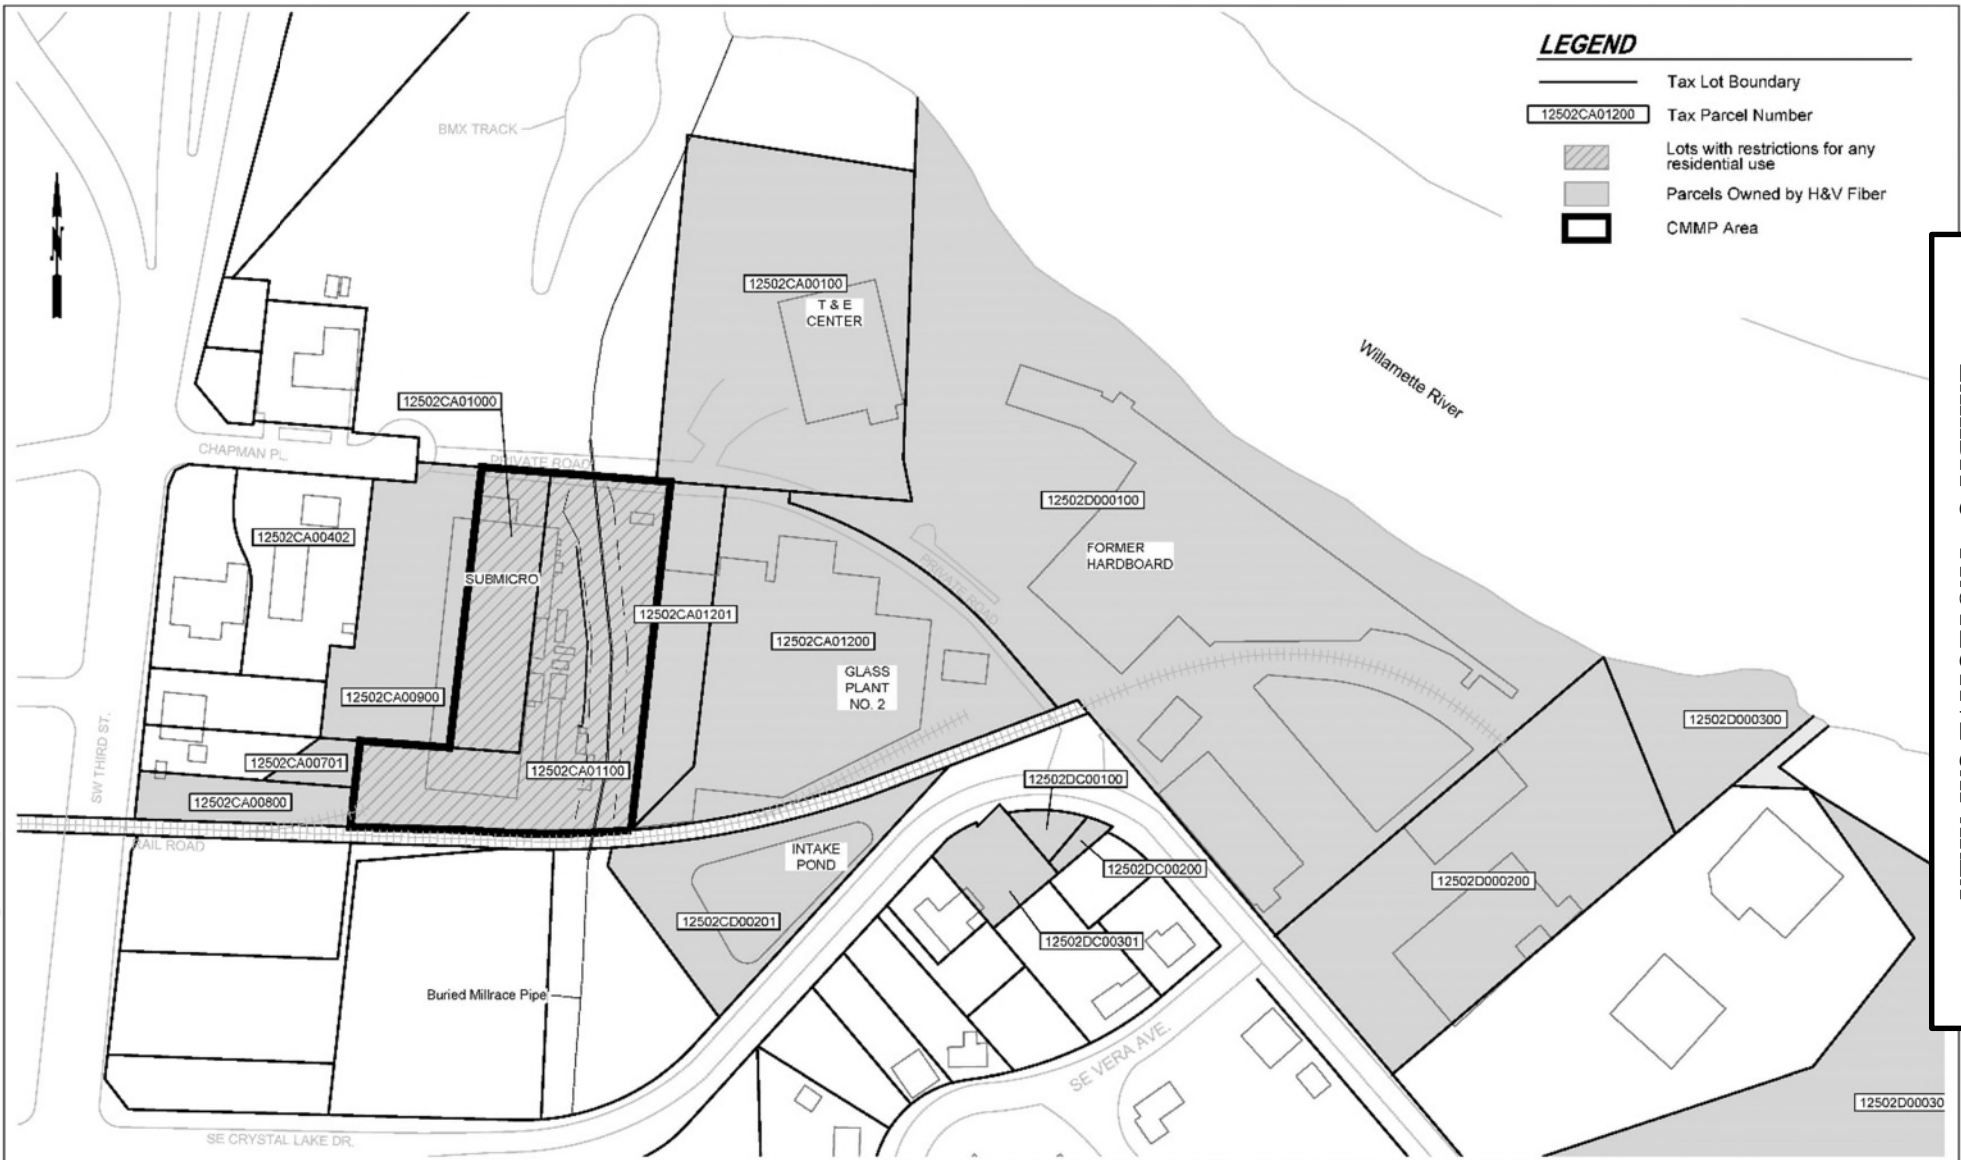 LEGEND
Tax Lot Boundary
12502CA01200
Tax Parcel Number
Lots with restrictions for any
residential use
Parcels Owned by H&V Fiber
CMMP Area
BMX TRACK
N
12502CA00100
T & E
CENTER
Willamette River
12502CA01000
CHAPMAN PL.
PRIVATE ROAD
12502D000100
12502CA00402
FORMER
HARDBOARD
SUBMICRO
PRIVATE ROAD
12502CA01201
12502CA01200
GLASS
PLANT
NO. 2
12502CA00900
12502D000300
SW THIRD ST.
12502CA00701
12502CA01100
12502DC00100
12502CA00800
RAIL ROAD
INTAKE
POND
12502DC00200
12502D000200
12502CD00201
12502DC00301
Buried Millrace Pipe
SE VERA AVE.
12502D00030
SE CRYSTAL LAKE DR.